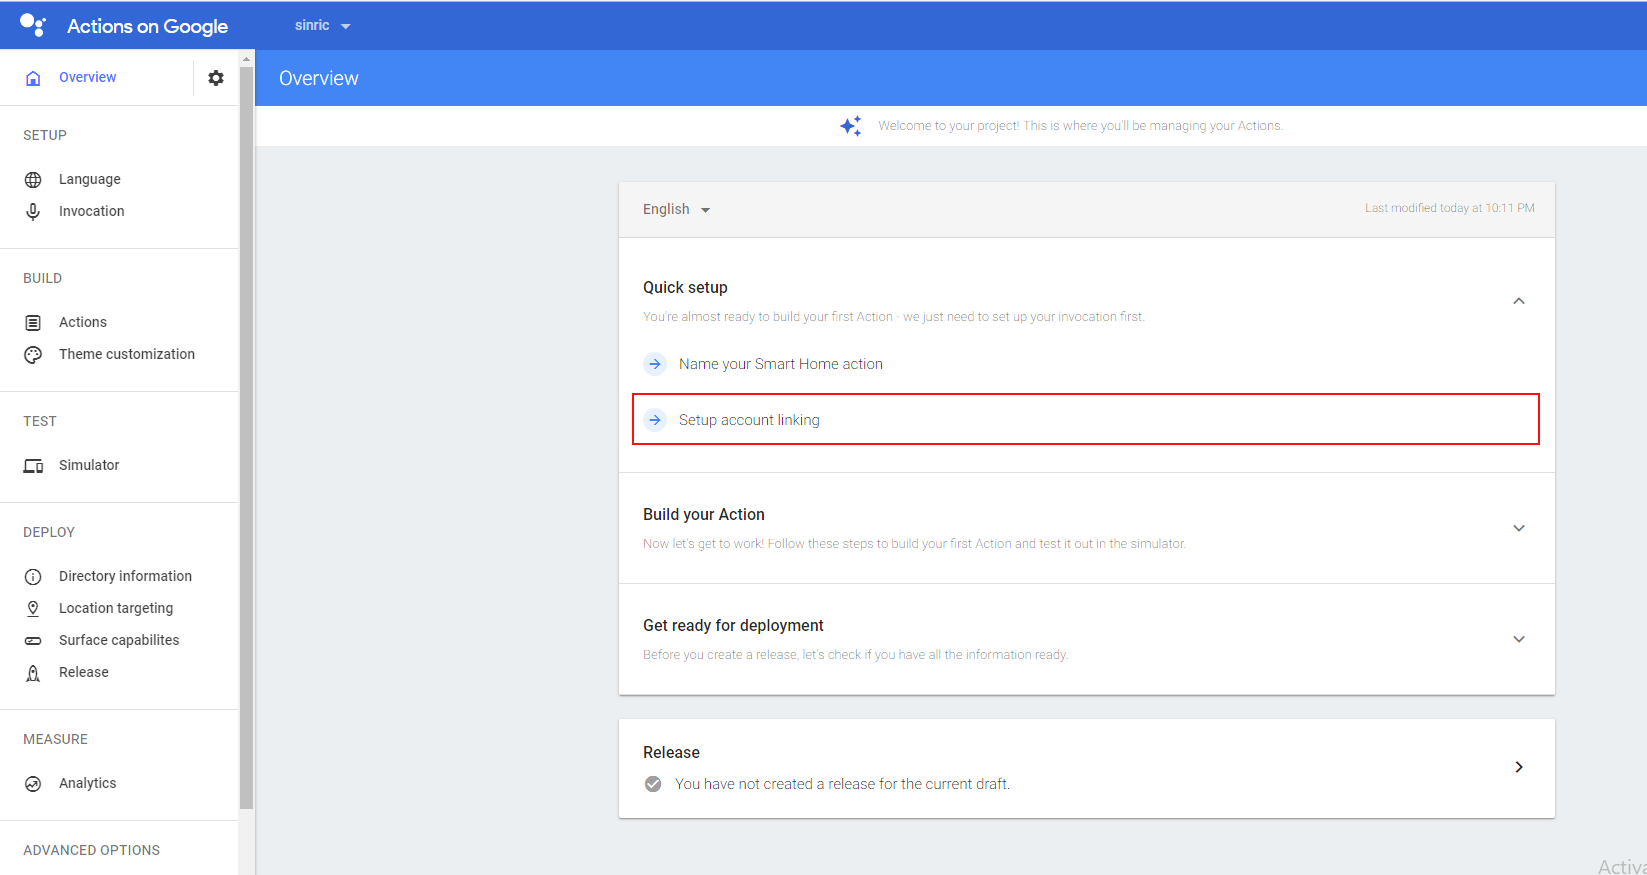 Actions on Google
sinric
Overview
Overview
Welcome to your project! This is where you'll be managing your Actions.
SETUP
Language
Invocation
BUILD
Actions
Theme customization
TEST
Simulator
DEPLOY
Directory information
Location targeting
Surface capabilites
Release
MEASURE
Analytics
ADVANCED OPTIONS
English
Last modified today at 10:11 PM
Quick setup
You're almost ready to build your first Action - we just need to set up your invocation first.
Name your Smart Home action
Setup account linking
Build your Action
Now let's get to work! Follow these steps to build your first Action and test it out in the simulator.
Get ready for deployment
Before you create a release, let's check if you have all the information ready.
Release
You have not created a release for the current draft.
Activa